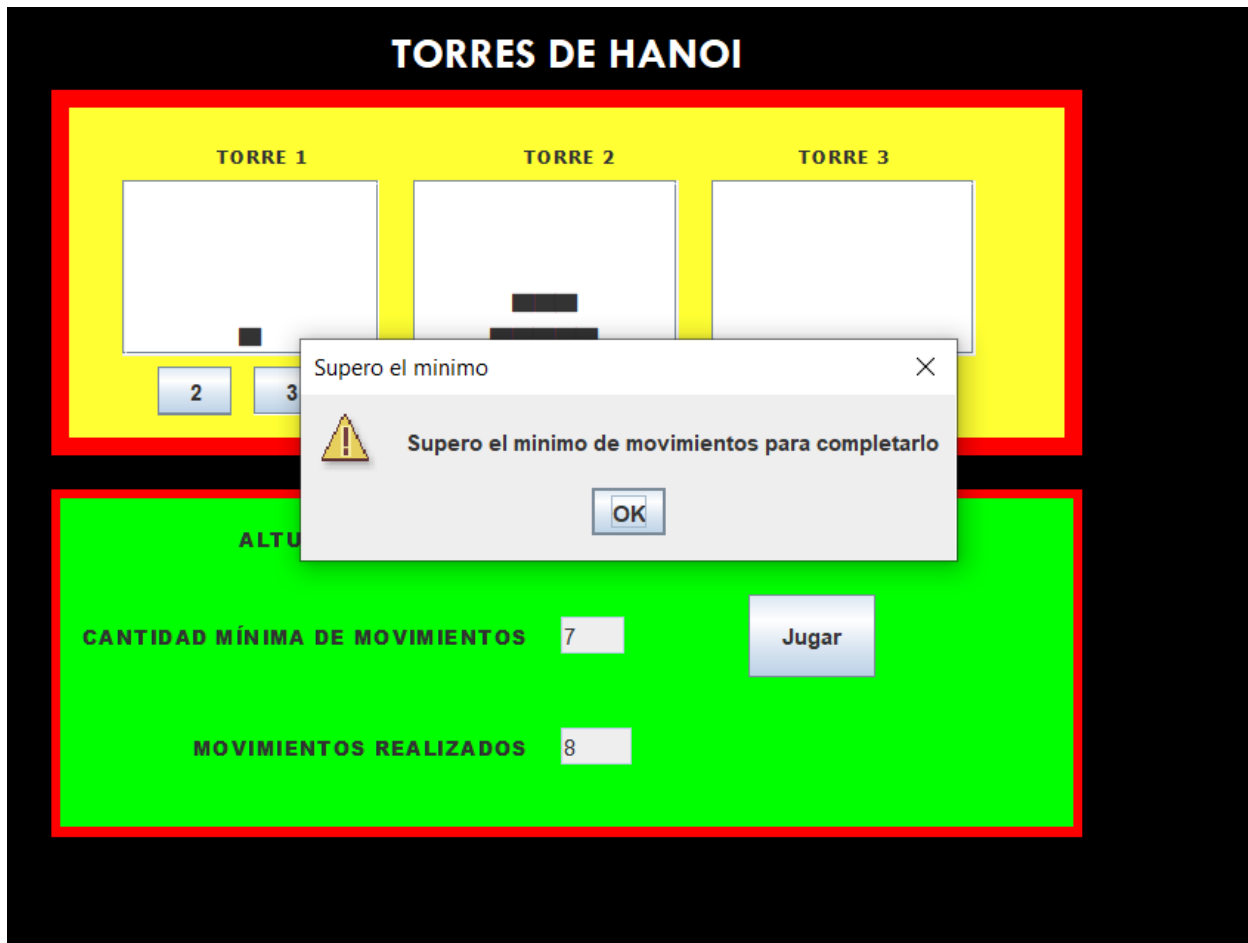 TORRES DE HANOI
TORRE 1 TORRE 2 TORRE 3
2 3
Supero el minimo
Supero el minimo de movimientos para completarlo
OK
CANTIDAD MÍNIMA DE MOVIMIENTOS 7 Jugar
MOVIMIENTOS REALIZADOS 8